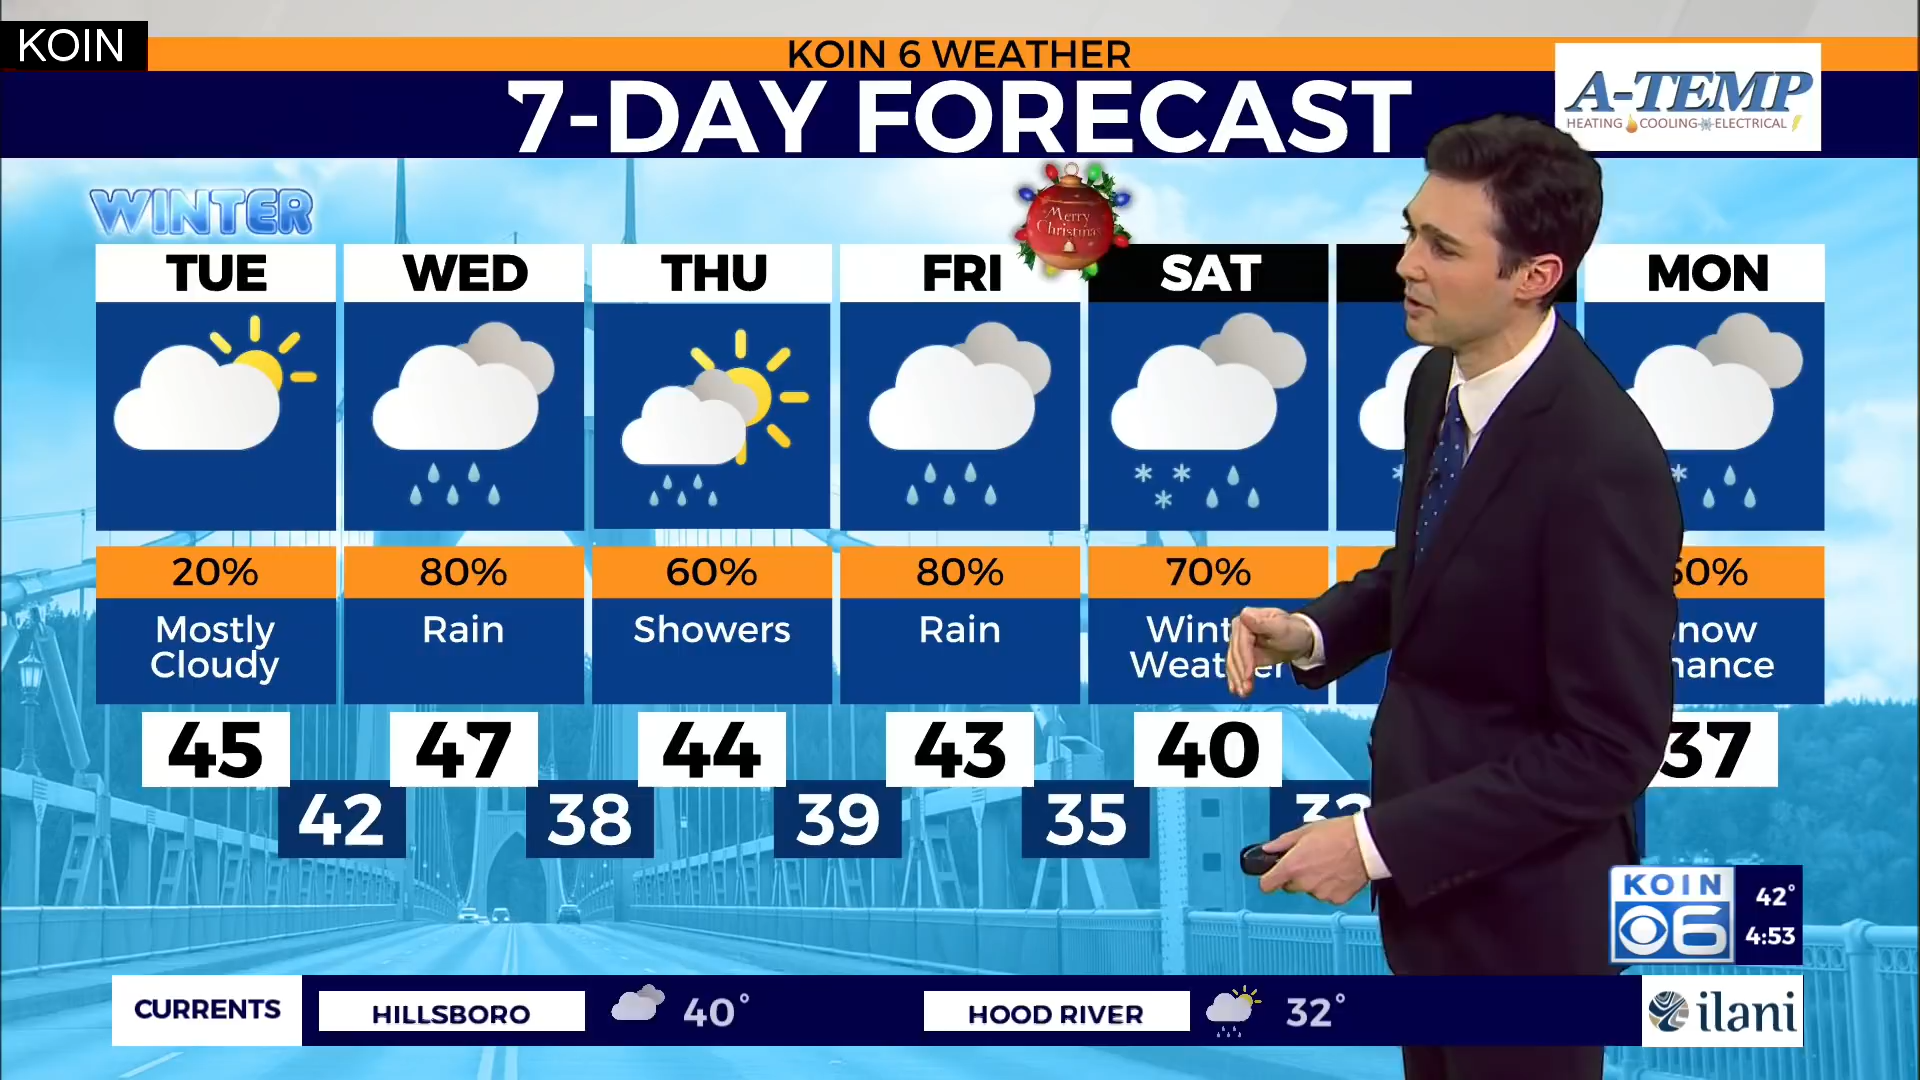 KOIN
KOIN 6 WEATHER
7-DAY FORECAST
A-TEMP
HEATING COOLING ELECTRICAL
WINTER
Merry
Christmas
TUE WED THU FRI SAT MON
20% 80% 60% 80% 70%
Mostly
Cloudy
Rain
Showers
Rain
45 47 44 43 40 37
42 38 39 35
KOIN
6
42°
4:53
CURRENTS HILLSBORO 40° HOOD RIVER 32°
ilani